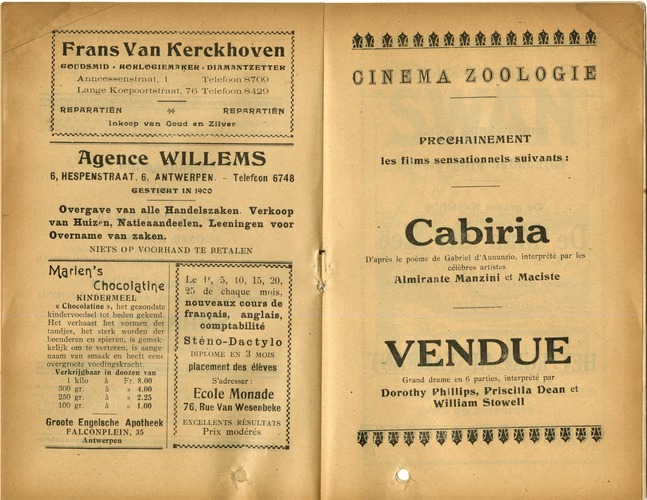 Frans Van Kerckhoven
GOUDSMID - HORLOGIEMAKER - DIAMANTZETTER
Anneessenstraat, 1 Telefoon 8709
Lange Koepoortstraat, 76 Telefoon 8429
REPARATIËN REPARATIËN
Inkoop van Goud en Zilver
Agence WILLEMS
6, HESPENSTRAAT, 6, ANTWERPEN. - Telefoon 6748
GESTICHT IN 1900
Overgave van alle Handelszaken. Verkoop
van Huizen, Natieaandeelen, Leeningen voor
Overname van zaken.
NIETS OP VOORHAND TE BETALEN
Marien's
Chocolatine
KINDERMEEL
« Chocolatine », het gezondste
kindervoedsel tot heden gekend.
Het verhaast het vormen der
tandjes, het sterk worden der
beenderen en spieren, is gemak-
kelijk om te verteren, is aange-
naam van smaak en heeft eene
overgroote voedingskracht.
Verkrijgbaar in doozen van
1 kilo à Fr. 8.00
500 gr. à » 4.00
250 gr. à » 2.25
100 gr. à » 1.00
Groote Engelsche Apotheek
FALCONPLEIN, 35
Antwerpen
Le 1r, 5, 10, 15, 20,
25 de chaque mois,
nouveaux cours de
français, anglais,
comptabilité
Sténo-Dactylo
DIPLOME EN 3 MOIS
placement des élèves
S'adresser :
Ecole Monade
76, Rue Van Wesenbeke
EXCELLENTS RÉSULTATS
Prix modérés
CINEMA ZOOLOGIE
PROCHAINEMENT
les films sensationnels suivants :
Cabiria
D'après le poème de Gabriel d'Annunzio, interprété par les
célèbres artistes
Almirante Manzini et Maciste
VENDUE
Grand drame en 6 parties, interprété par
Dorothy Phillips, Priscilla Dean et
William Stowell